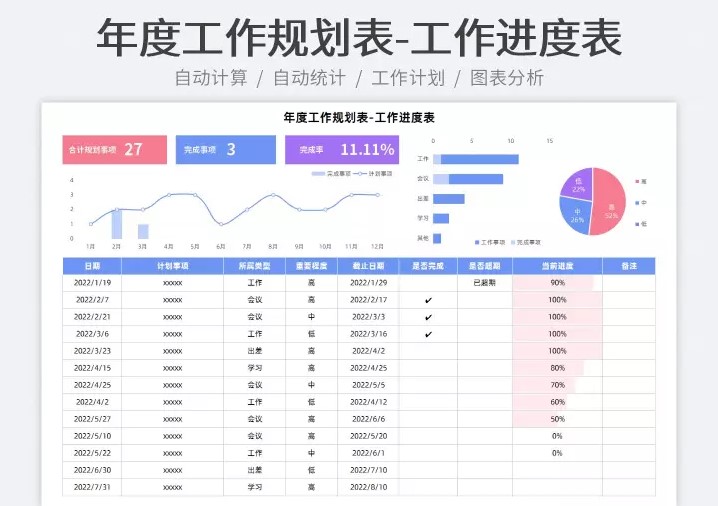 年度工作规划表-工作进度表
自动计算 / 自动统计 / 工作计划 / 图表分析
年度工作规划表-工作进度表
合计规划事项 27 完成事项 3 完成率 11.11%
完成事项 计划事项
4
3
2
1
0
1月 2月 3月 4月 5月 6月 7月 8月 9月 10月 11月 12月
0 5 10 15
工作
会议
出差
学习
其他
工作事项 完成事项
低
22%
高
52%
中
26%
高
中
低
日期 计划事项 所属类型 重要程度 截止日期 是否完成 是否超期 当前进度 备注
2022/1/19 xxxxx 工作 高 2022/1/29 已超期 90%
2022/2/7 xxxxx 会议 高 2022/2/17 ✔ 100%
2022/2/21 xxxxx 会议 中 2022/3/3 ✔ 100%
2022/3/6 xxxxx 工作 低 2022/3/16 ✔ 100%
2022/3/23 xxxxx 出差 高 2022/4/2 100%
2022/4/15 xxxxx 学习 高 2022/4/25 80%
2022/4/25 xxxxx 会议 中 2022/5/5 70%
2022/4/2 xxxxx 工作 低 2022/4/12 60%
2022/5/27 xxxxx 会议 高 2022/6/6 50%
2022/5/10 xxxxx 会议 高 2022/5/20 0%
2022/5/22 xxxxx 工作 中 2022/6/1 0%
2022/6/30 xxxxx 出差 低 2022/7/10
2022/7/31 xxxxx 学习 高 2022/8/10